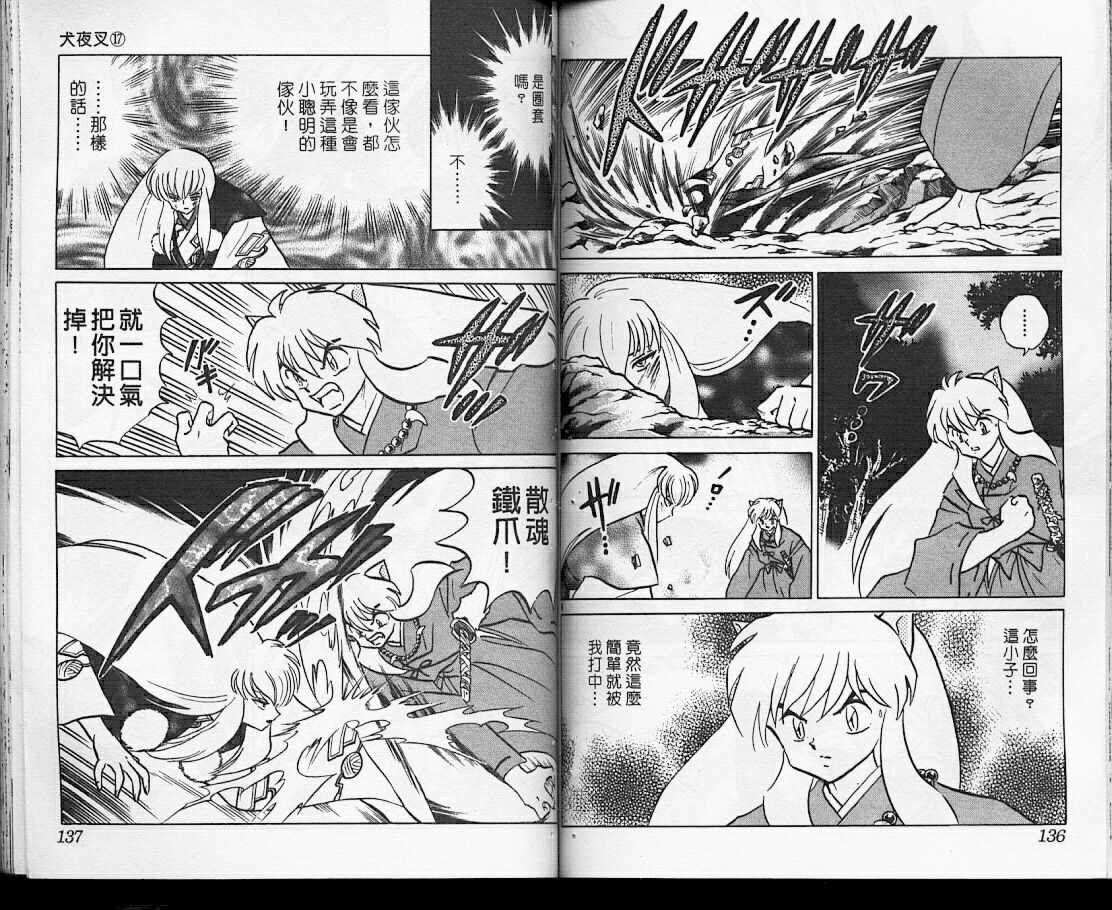 ……
怎麼回事?
這小子…
竟然這麼
簡單就被
我打中…
136
犬夜叉⑰
是圈套
嗎?
不……
這傢伙怎
麼看，都
不像是會
玩弄這種
小聰明的
傢伙！
……那樣
的話……
就一口氣
把你解決
掉！
散魂
鐵爪！
137